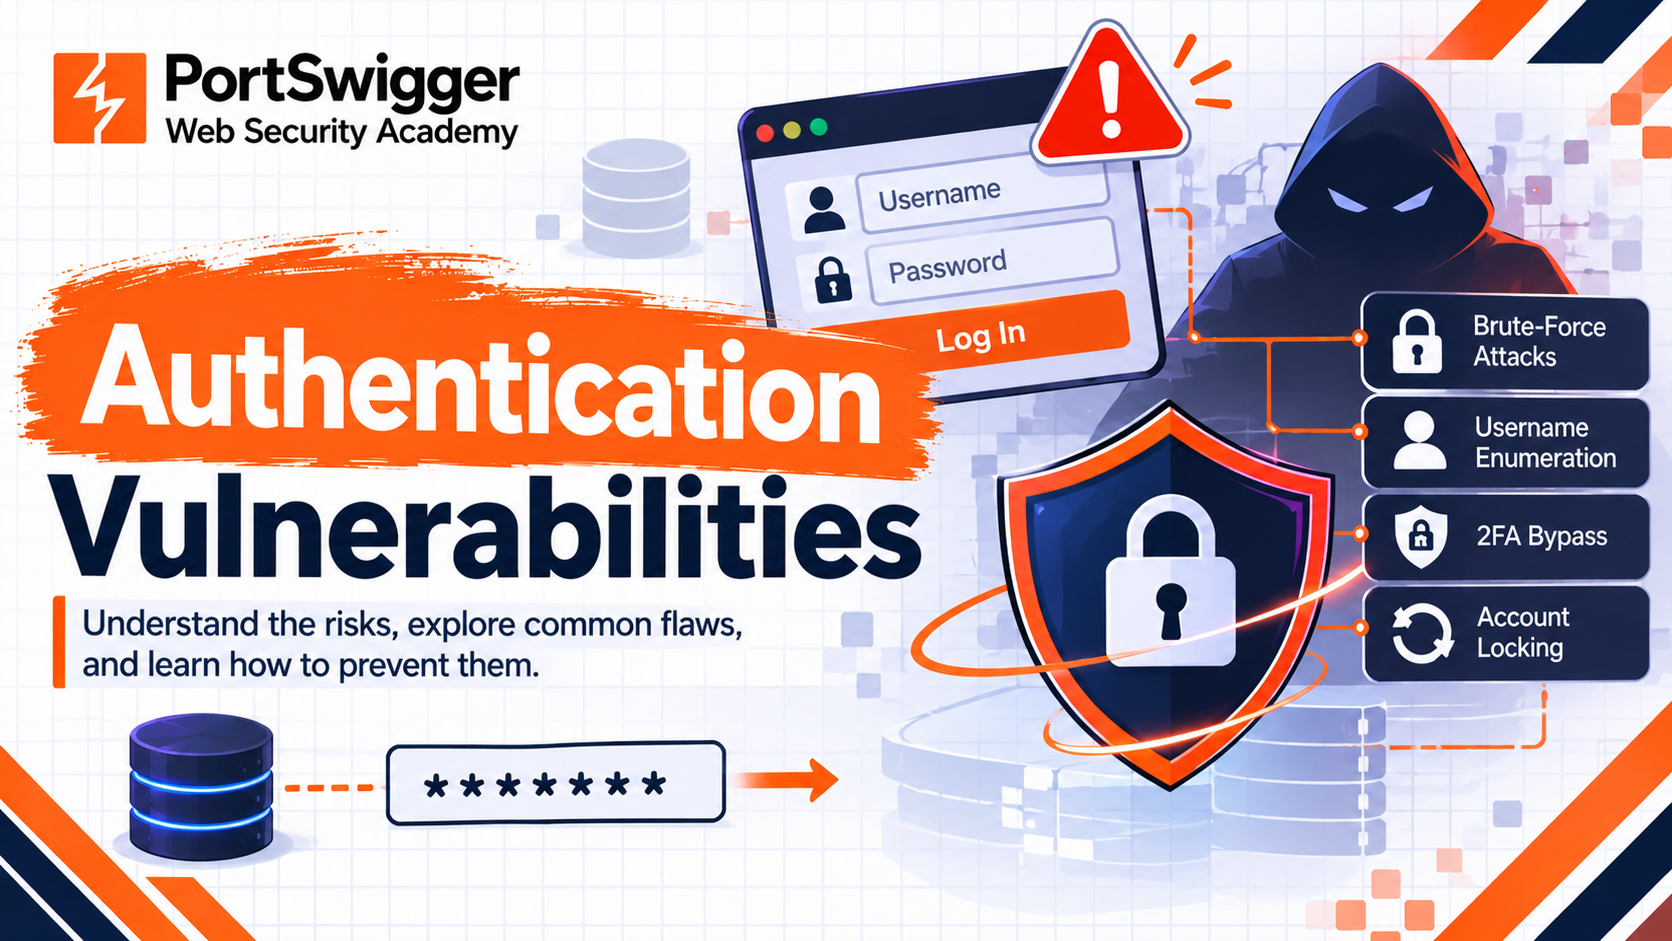 PortSwigger
Web Security Academy
Username
Password
Log In
Authentication
Vulnerabilities
Understand the risks, explore common flaws,
and learn how to prevent them.
Brute-Force
Attacks
Username
Enumeration
2FA Bypass
Account
Locking
*******